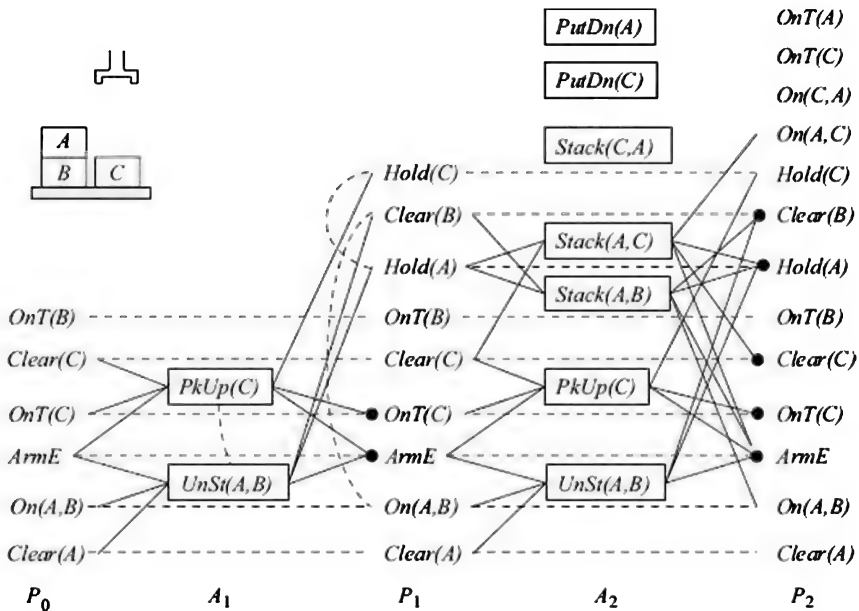 PutDn(A)
OnT(A)
OnT(C)
PutDn(C)
On(C,A)
A
On(A,C)
Stack(C,A)
B
C
Hold(C)
Hold(C)
Clear(B)
Clear(B)
Stack(A,C)
Hold(A)
Hold(A)
Stack(A,B)
OnT(B)
OnT(B)
OnT(B)
Clear(C)
Clear(C)
Clear(C)
PkUp(C)
PkUp(C)
OnT(C)
OnT(C)
OnT(C)
ArmE
ArmE
ArmE
UnSt(A,B)
UnSt(A,B)
On(A,B)
On(A,B)
On(A,B)
Clear(A)
Clear(A)
Clear(A)
P0
A1
P1
A2
P2